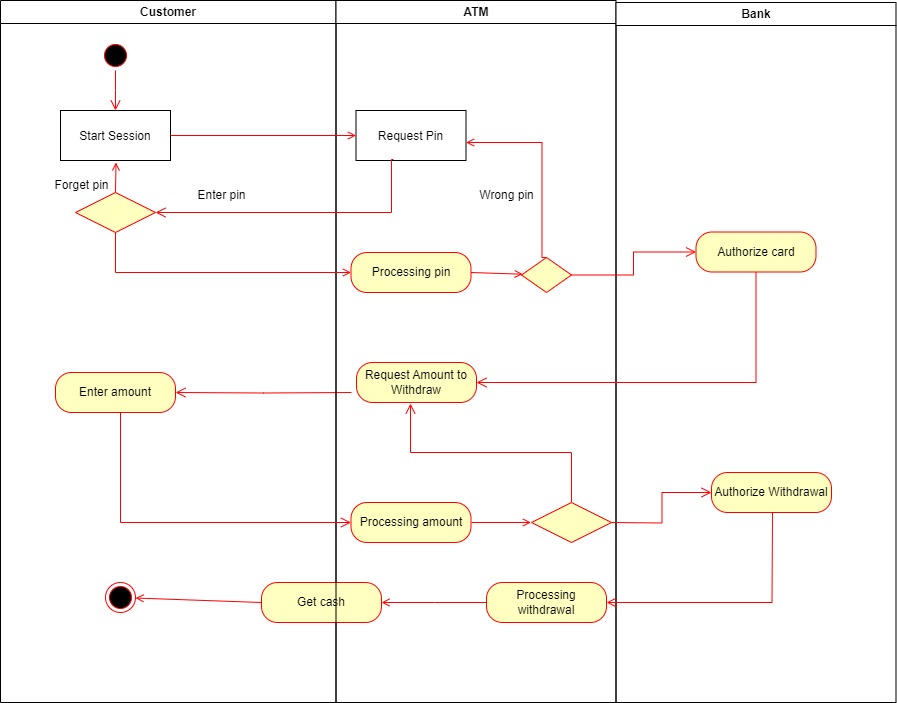 Customer
ATM
Bank
Start Session
Request Pin
Forget pin
Enter pin
Wrong pin
Processing pin
Authorize card
Enter amount
Request Amount to
Withdraw
Processing amount
Authorize Withdrawal
Get cash
Processing
withdrawal